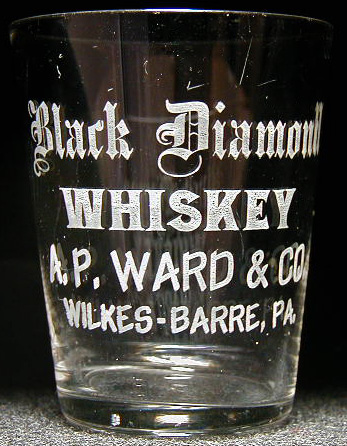 Black Diamond
WHISKEY
A.P. WARD & CO.
WILKES-BARRE, PA.